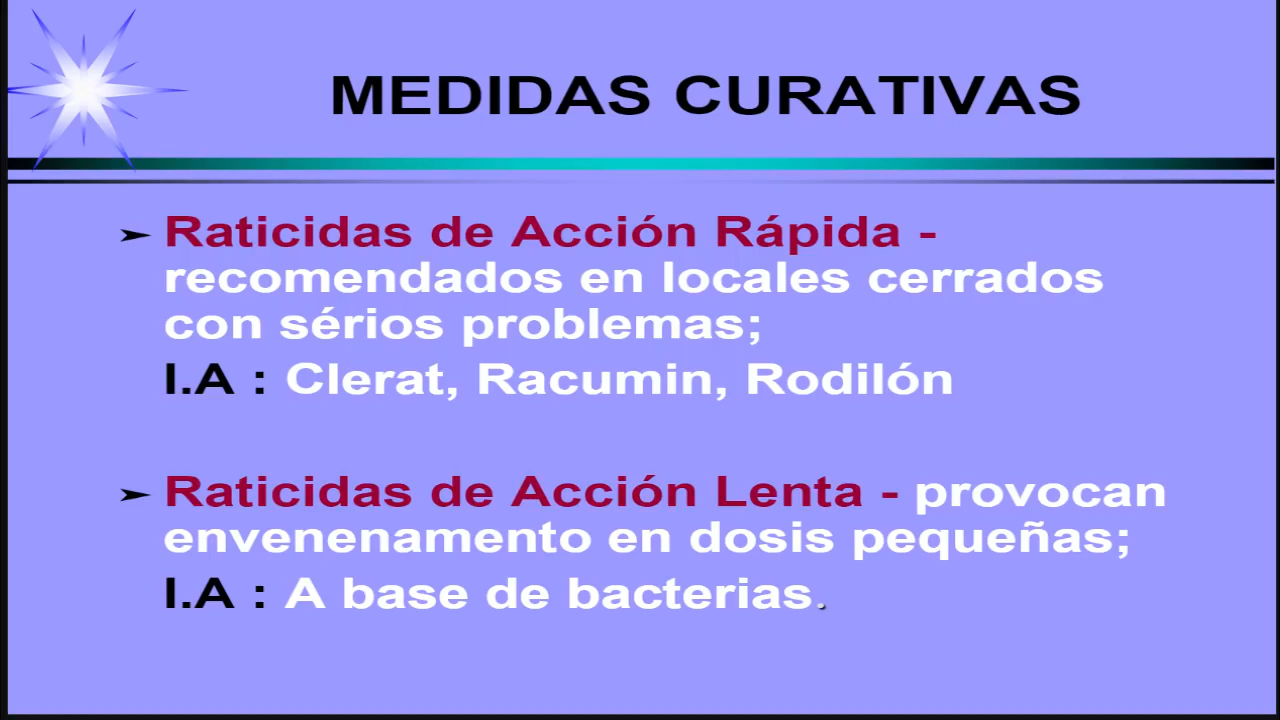 MEDIDAS CURATIVAS
➢ Raticidas de Acción Rápida -
recomendados en locales cerrados
con sérios problemas;
I.A : Clerat, Racumin, Rodilón
➢ Raticidas de Acción Lenta - provocan
envenenamento en dosis pequeñas;
I.A : A base de bacterias.